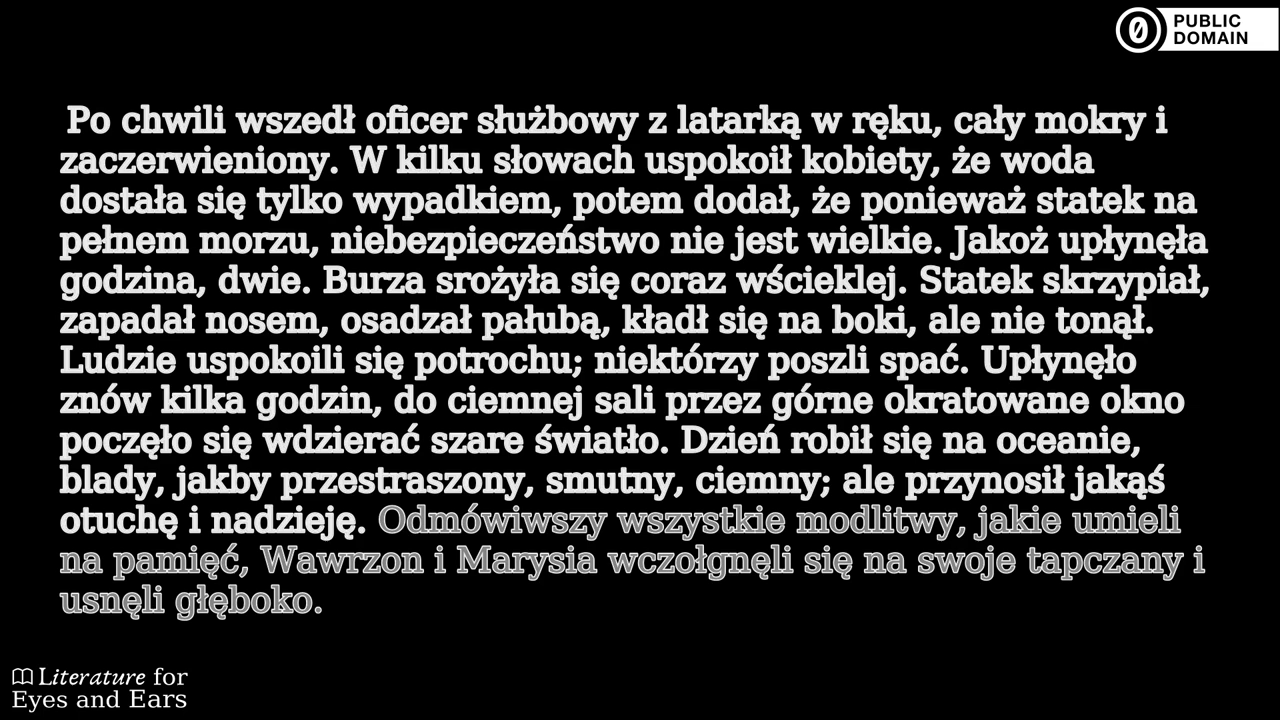 PUBLIC
DOMAIN
Po chwili wszedł oficer służbowy z latarką w ręku, cały mokry i
zaczerwieniony. W kilku słowach uspokoił kobiety, że woda
dostała się tylko wypadkiem, potem dodał, że ponieważ statek na
pełnem morzu, niebezpieczeństwo nie jest wielkie. Jakoż upłynęła
godzina, dwie. Burza srożyła się coraz wścieklej. Statek skrzypiał,
zapadał nosem, osadzał pałubą, kładł się na boki, ale nie tonął.
Ludzie uspokoili się potrochu; niektórzy poszli spać. Upłynęło
znów kilka godzin, do ciemnej sali przez górne okratowane okno
poczęło się wdzierać szare światło. Dzień robił się na oceanie,
blady, jakby przestraszony, smutny, ciemny; ale przynosił jakąś
otuchę i nadzieję. Odmówiwszy wszystkie modlitwy, jakie umieli
na pamięć, Wawrzon i Marysia wczołgnęli się na swoje tapczany i
usnęli głęboko.
Literature for
Eyes and Ears